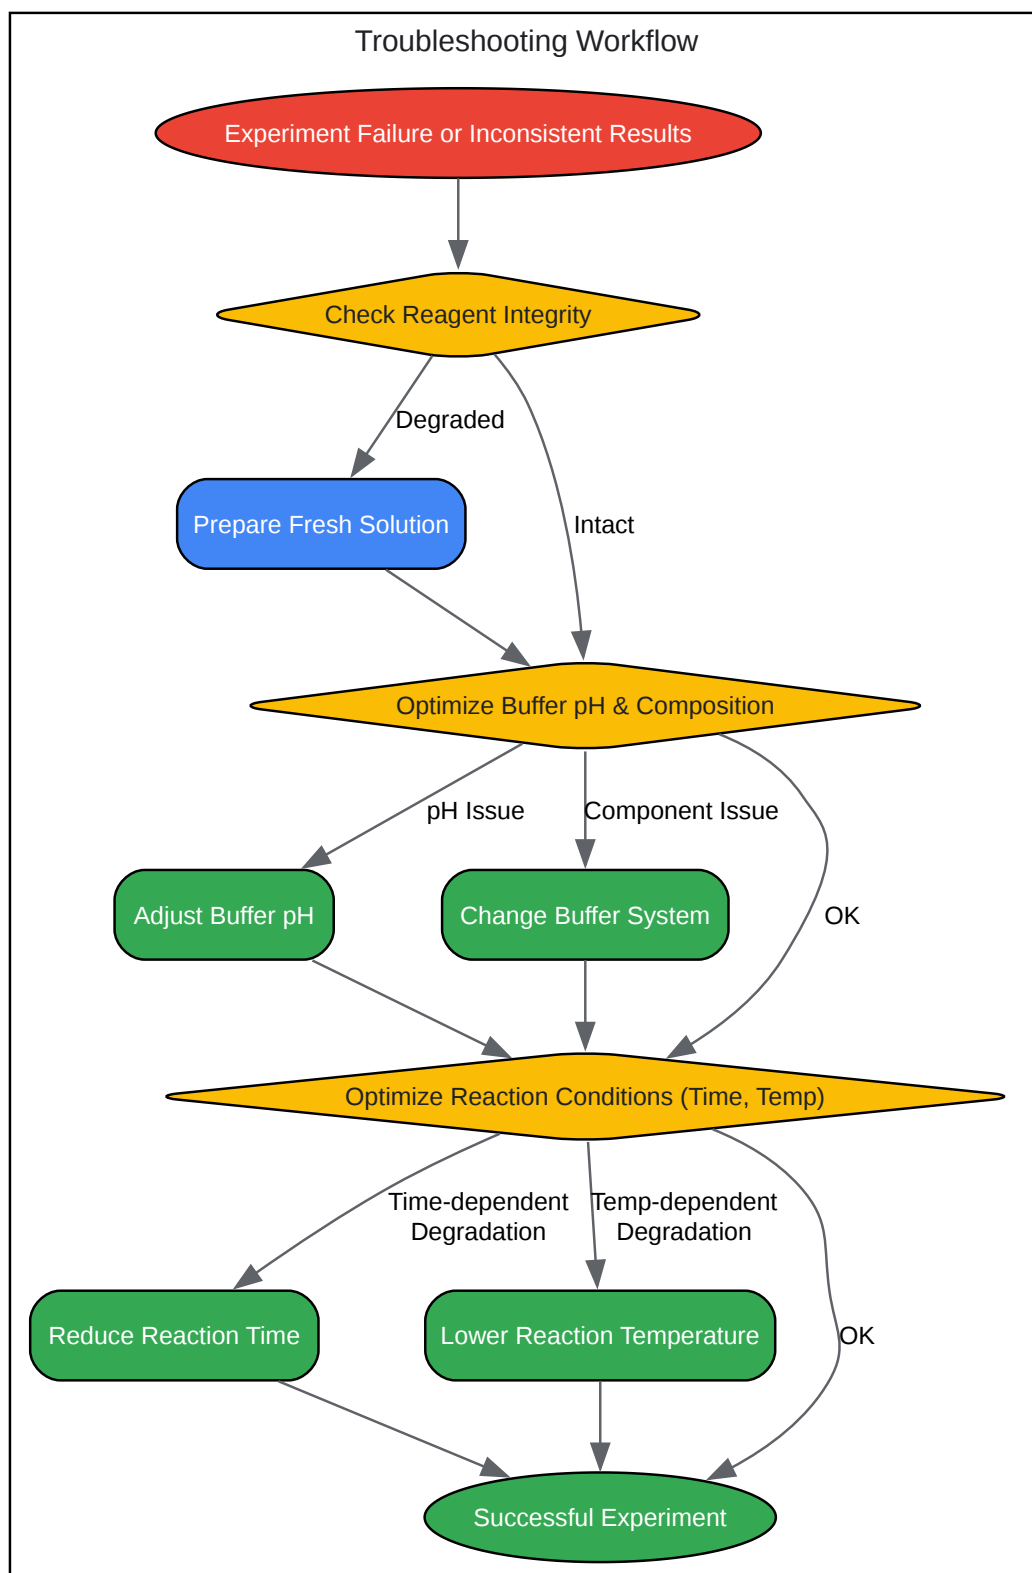 Troubleshooting Workflow
Experiment Failure or Inconsistent Results
Check Reagent Integrity
Degraded
Prepare Fresh Solution
Intact
Optimize Buffer pH & Composition
pH Issue
Component Issue
Adjust Buffer pH
Change Buffer System
OK
Optimize Reaction Conditions (Time, Temp)
Time-dependent
Degradation
Temp-dependent
Degradation
Reduce Reaction Time
Lower Reaction Temperature
OK
Successful Experiment